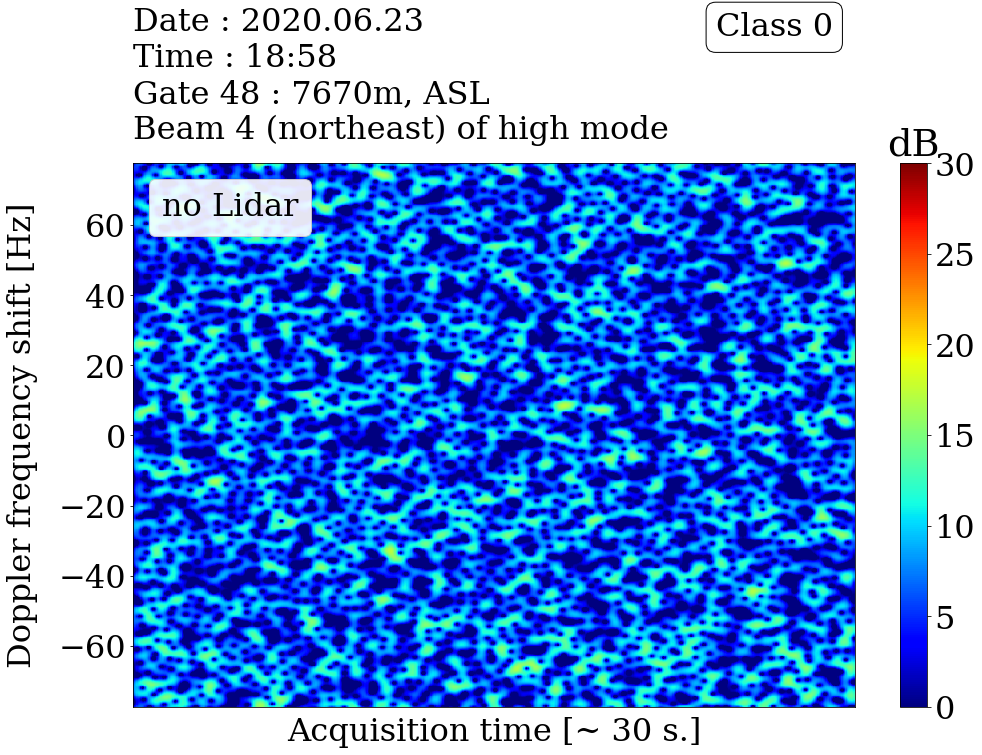 Date : 2020.06.23
Time : 18:58
Gate 48 : 7670m, ASL
Beam 4 (northeast) of high mode
Class 0
dB
no Lidar
Doppler frequency shift [Hz]
60
40
20
0
−20
−40
−60
Acquisition time [~ 30 s.]
30
25
20
15
10
5
0